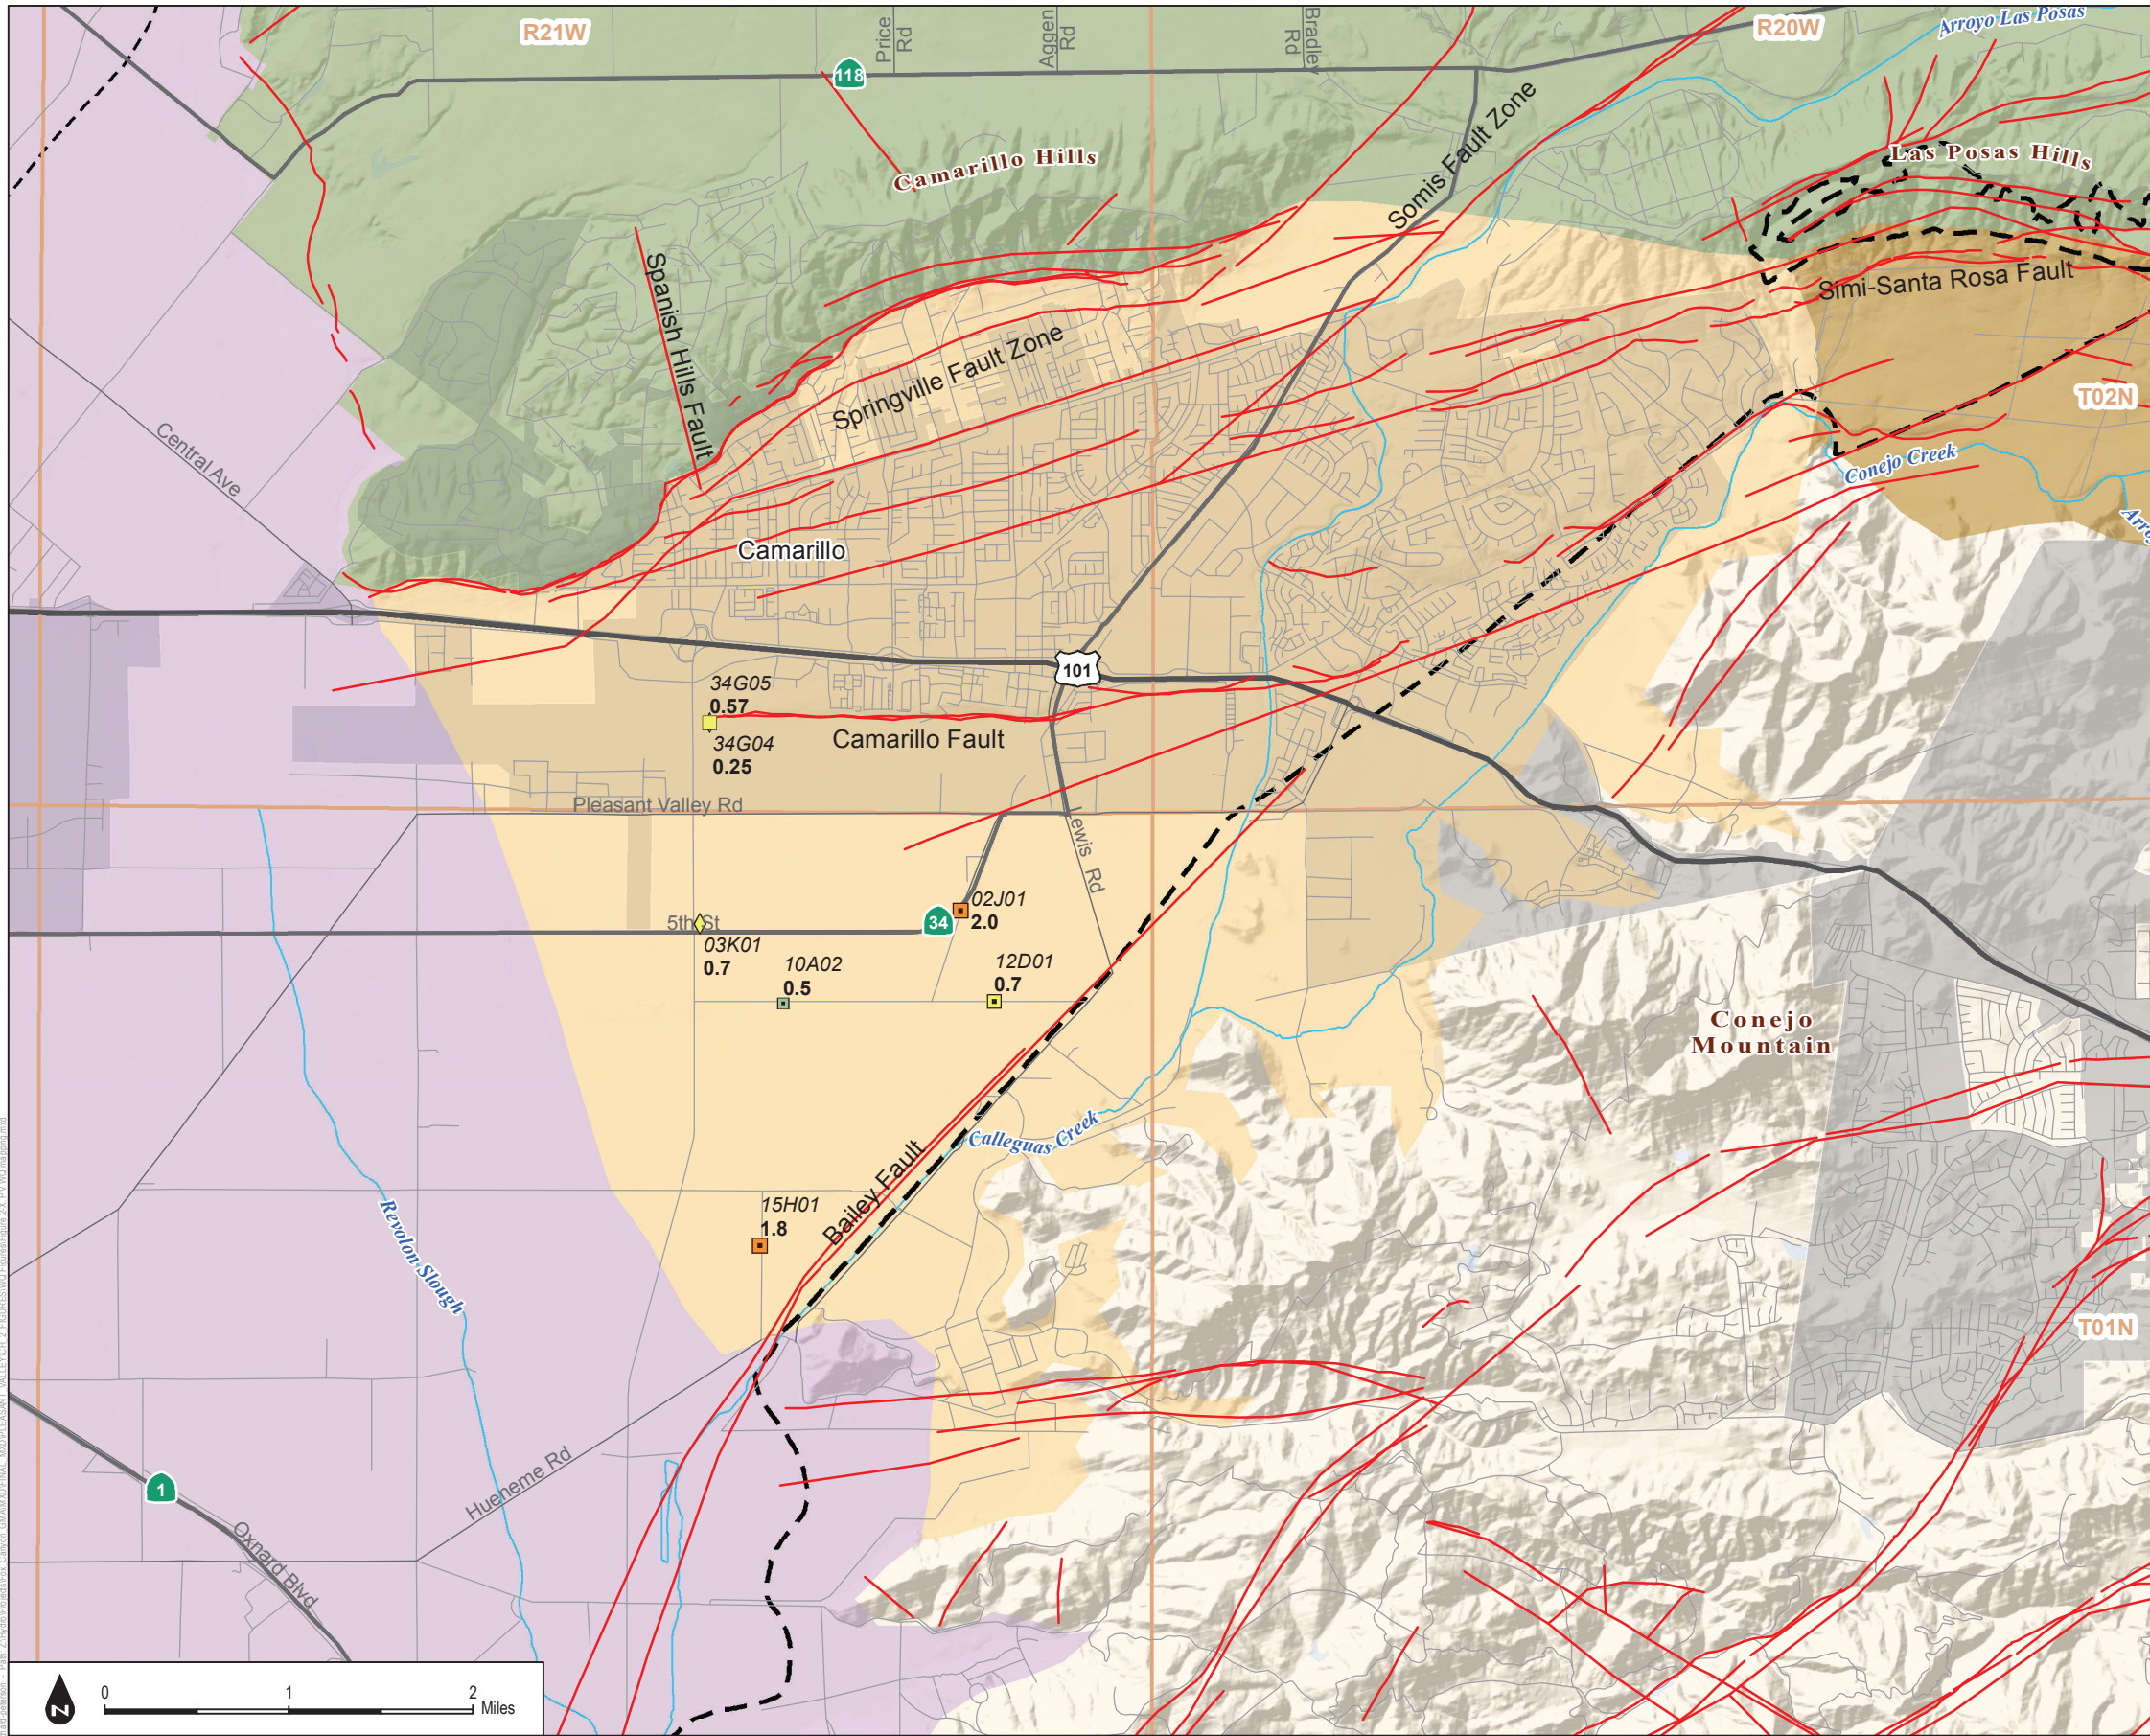 R21W
Price
Rd
Aggen
Rd
Bradley
Rd
R20W
Arroyo Las Posas
118
Camarillo Hills
Somis Fault Zone
Las Posas Hills
Spanish Hills Fault
Simi-Santa Rosa Fault
Springville Fault Zone
T02N
Central Ave
Conejo Creek
Camarillo
101
34G05
0.57
34G04
0.25
Camarillo Fault
Pleasant Valley Rd
Lewis Rd
02J01
2.0
34
5th St
03K01
0.7
10A02
0.5
12D01
0.7
Conejo
Mountain
Calleguas Creek
Bailey Fault
15H01
1.8
Revolon Slough
T01N
Hueneme Rd
1
Oxnard Blvd
N
0
1
2
Miles